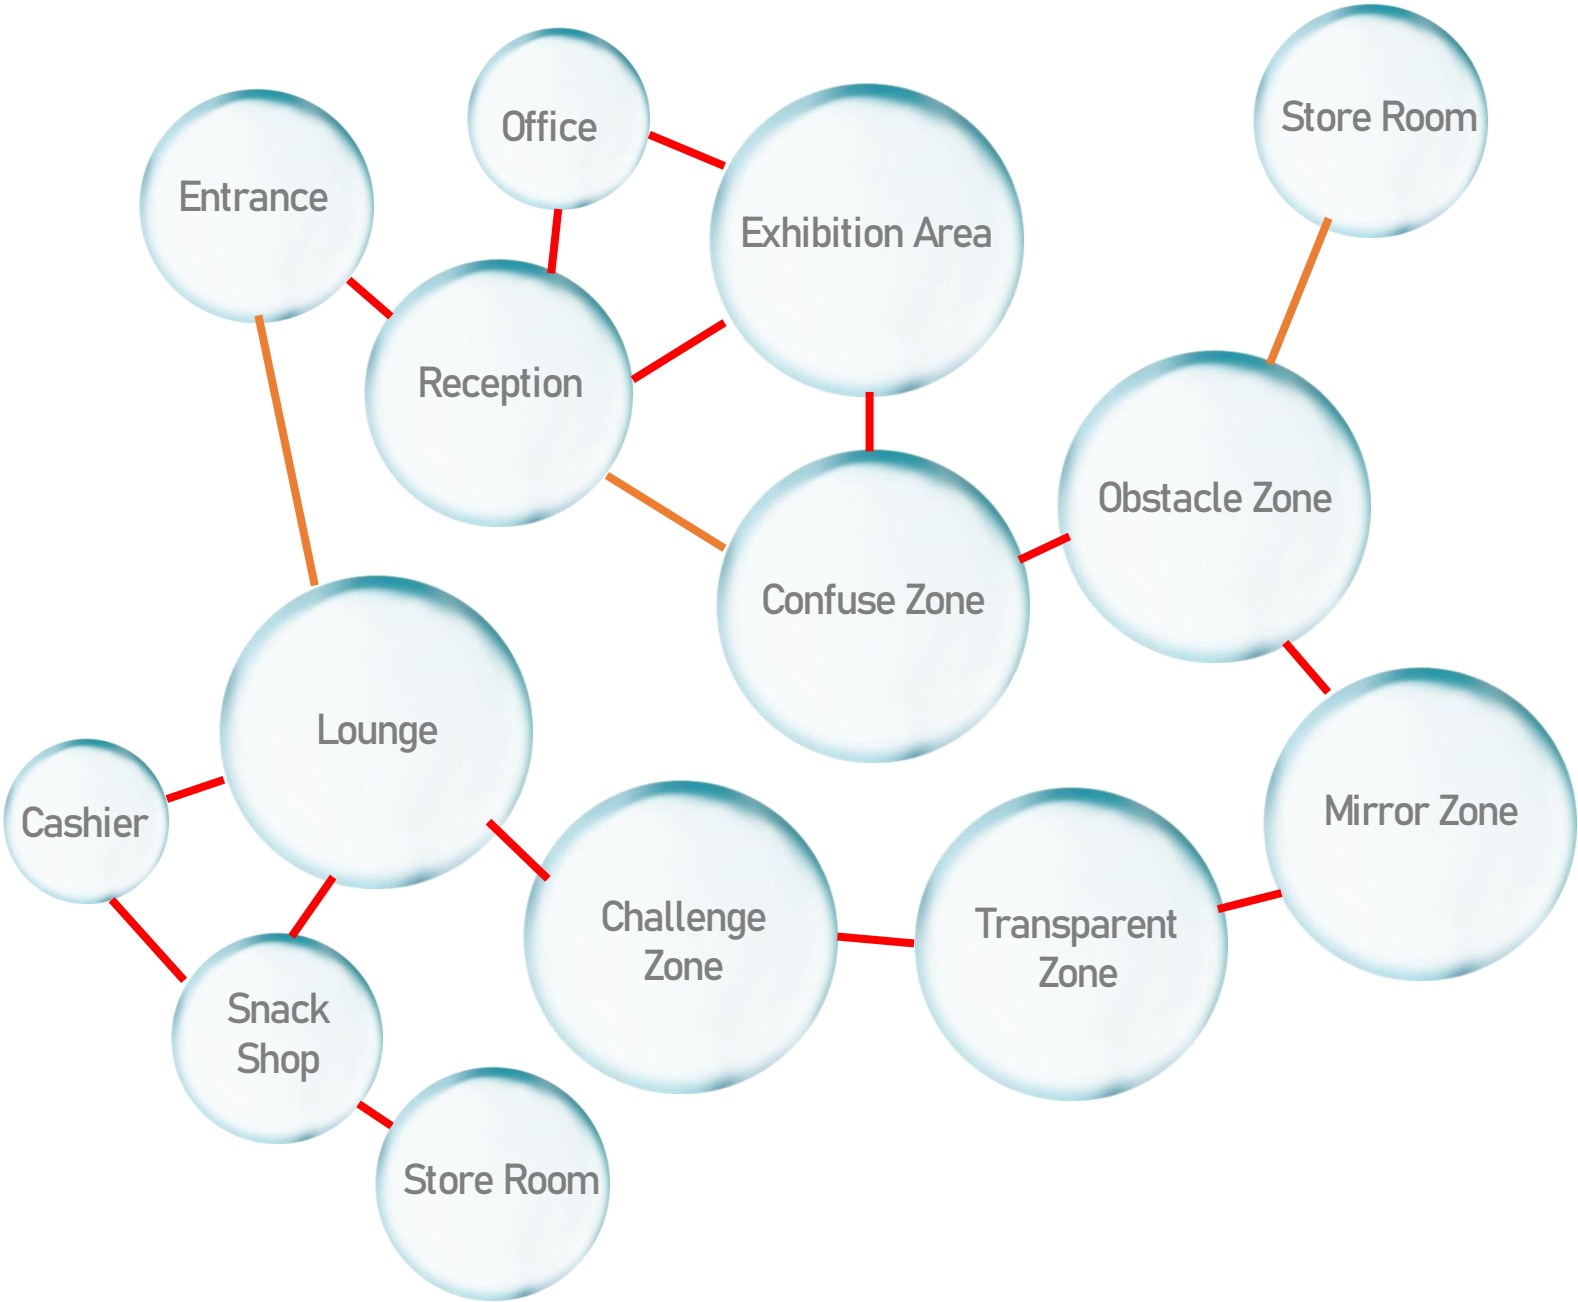 Office
Store Room
Entrance
Exhibition Area
Reception
Obstacle Zone
Confuse Zone
Lounge
Cashier
Mirror Zone
Challenge
Zone
Transparent
Zone
Snack
Shop
Store Room